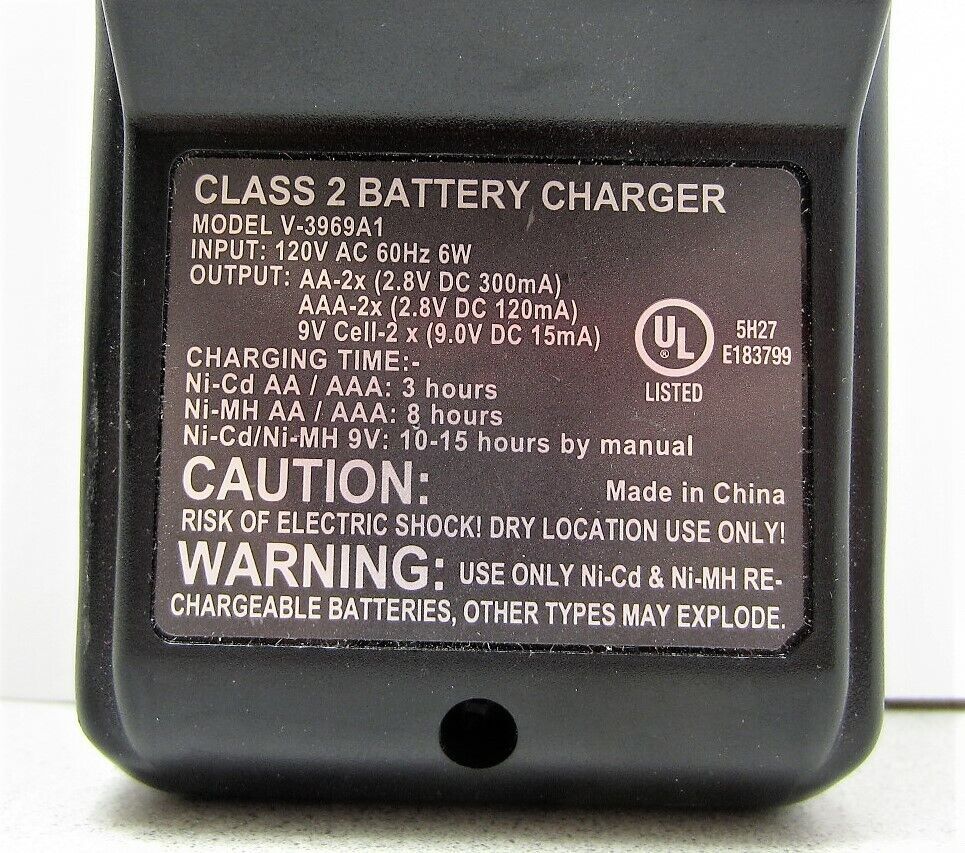 CLASS 2 BATTERY CHARGER
MODEL V-3969A1
INPUT: 120V AC 60Hz 6W
OUTPUT: AA-2x (2.8V DC 300mA)
AAA-2x (2.8V DC 120mA)
9V Cell-2 x (9.0V DC 15mA)
UL
®
LISTED
5H27
E183799
CHARGING TIME:-
Ni-Cd AA / AAA: 3 hours
Ni-MH AA / AAA: 8 hours
Ni-Cd/Ni-MH 9V: 10-15 hours by manual
CAUTION: Made in China
RISK OF ELECTRIC SHOCK! DRY LOCATION USE ONLY!
WARNING: USE ONLY Ni-Cd & Ni-MH RE-
CHARGEABLE BATTERIES, OTHER TYPES MAY EXPLODE.